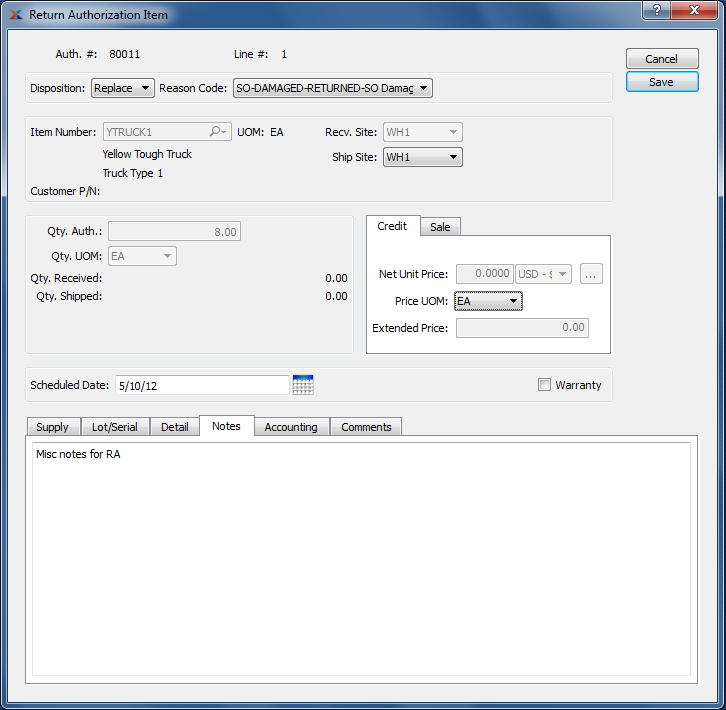 Return Authorization Item
?
Auth. #: 80011 Line #: 1
Cancel
Disposition: Replace Reason Code: SO-DAMAGED-RETURNED-SO Damag
Save
Item Number: YTRUCK1 UOM: EA Recv. Site: WH1
Yellow Tough Truck Ship Site: WH1
Truck Type 1
Customer P/N:
Qty. Auth.: 8.00
Qty. UOM: EA
Qty. Received: 0.00
Qty. Shipped: 0.00
Credit Sale
Net Unit Price: 0.0000 USD - $ ...
Price UOM: EA
Extended Price: 0.00
Scheduled Date: 5/10/12 Warranty
Supply Lot/Serial Detail Notes Accounting Comments
Misc notes for RA